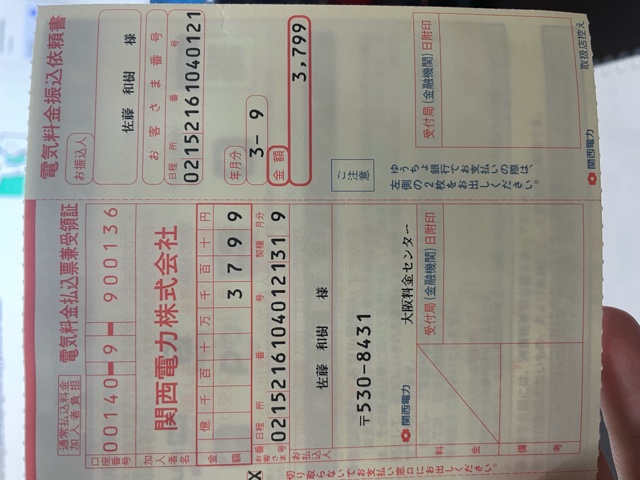 通常払込料金
加入者負担
電気料金払込票兼受領証
口座番号
00140-9-900136
加入者名
関西電力株式会社
金額
億 千 百 十 万 千 百 十 円
3 7 9 9
お客さま番号
日程 所 番 号 契種 月分
02152161040121 31 9
お払込人
佐藤 和樹 様
〒530-8431
関西電力
大阪料金センター
料金
受付局(金融機関)日附印
備考
X
切り取らないでお支払い窓口にお出しください。
電気料金振込依頼書
お振込人
佐藤 和樹 様
お客さま番号
日程 所 番 号
02152161040121
年月分
3- 9
金額
3,799
ご注意
ゆうちょ銀行でお支払いの際は、
左側の2枚をお出しください。
受付局(金融機関)日附印
関西電力
取扱店控え